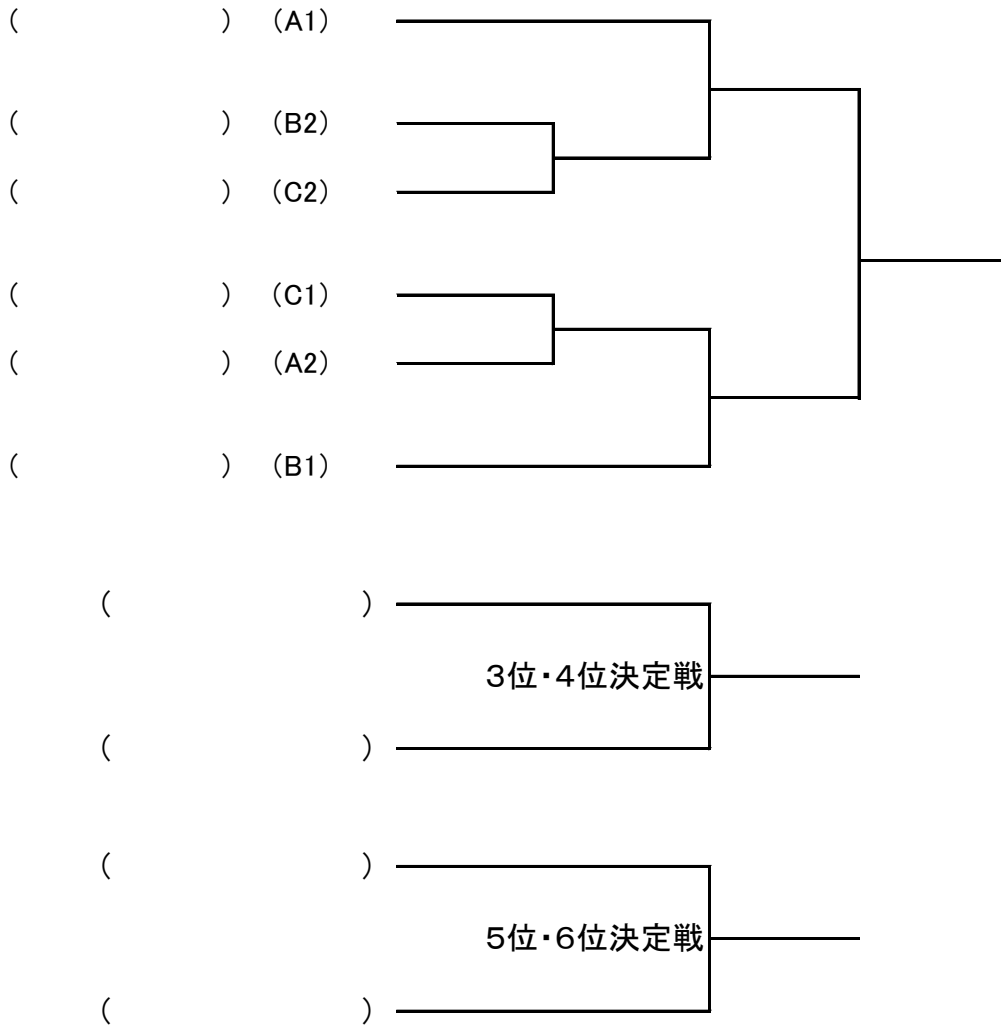 (　　　　　　) (A1)
(　　　　　　) (B2)
(　　　　　　) (C2)
(　　　　　　) (C1)
(　　　　　　) (A2)
(　　　　　　) (B1)
(　　　　　　　)
3位・4位決定戦
(　　　　　　　)
(　　　　　　　)
5位・6位決定戦
(　　　　　　　)